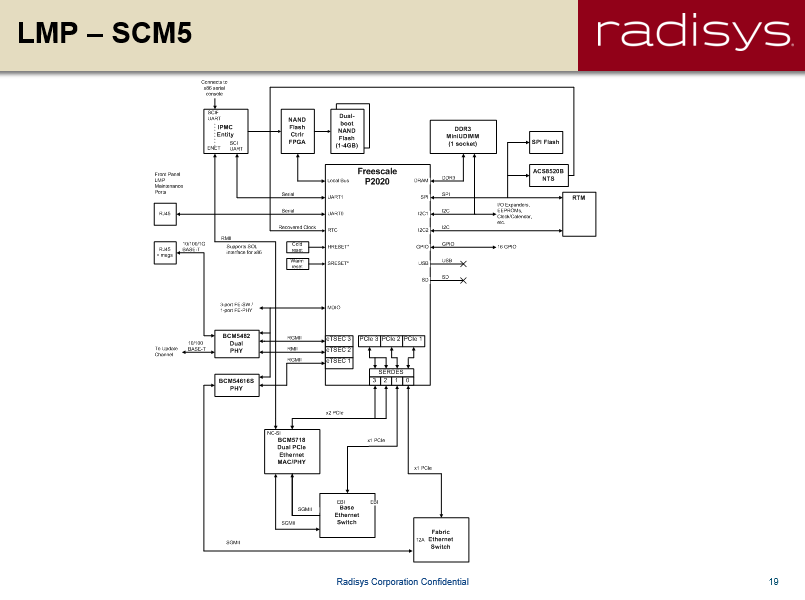 LMP – SCM5
radisys.
Connects to
x86 serial
console
SCIF
UART
IPMC
Entity
ENET
SCI
UART
NAND
Flash
Ctrlr
FPGA
Dual-
boot
NAND
Flash
(1-4GB)
DDR3
MiniUDIMM
(1 socket)
SPI Flash
ACS8520B
NTS
RTM
Front Panel
LMP
Maintenance
Ports
RJ45
RJ45
+ mags
10/100/1G
BASE-T
Freescale
P2020
Local Bus
UART1
UART0
RTC
HRESET*
SRESET*
MDIO
DRAM
SPI
I2C1
I2C2
GPIO
USB
SD
Serial
Serial
Recovered Clock
RMII
Supports SOL
interface for x86
Cold
reset
Warm
reset
DDR3
SPI
I2C
I2C
GPIO
USB
SD
I/O Expanders,
EEPROMs,
Clock/Calendar,
etc.
16 GPIO
3-port FE-SW /
1-port FE-PHY
BCM5482
Dual
PHY
To Update
Channel
10/100
BASE-T
BCM54616S
PHY
RGMII
RMII
RGMII
eTSEC 3
eTSEC 2
eTSEC 1
PCIe 3 PCIe 2 PCIe 1
SERDES
3 2 1 0
x2 PCIe
x1 PCIe
x1 PCIe
NC-SI
BCM5718
Dual PCIe
Ethernet
MAC/PHY
SGMII
SGMII
SGMII
EBI
EBI
Base
Ethernet
Switch
Fabric
Ethernet
Switch
12A
Radisys Corporation Confidential
19